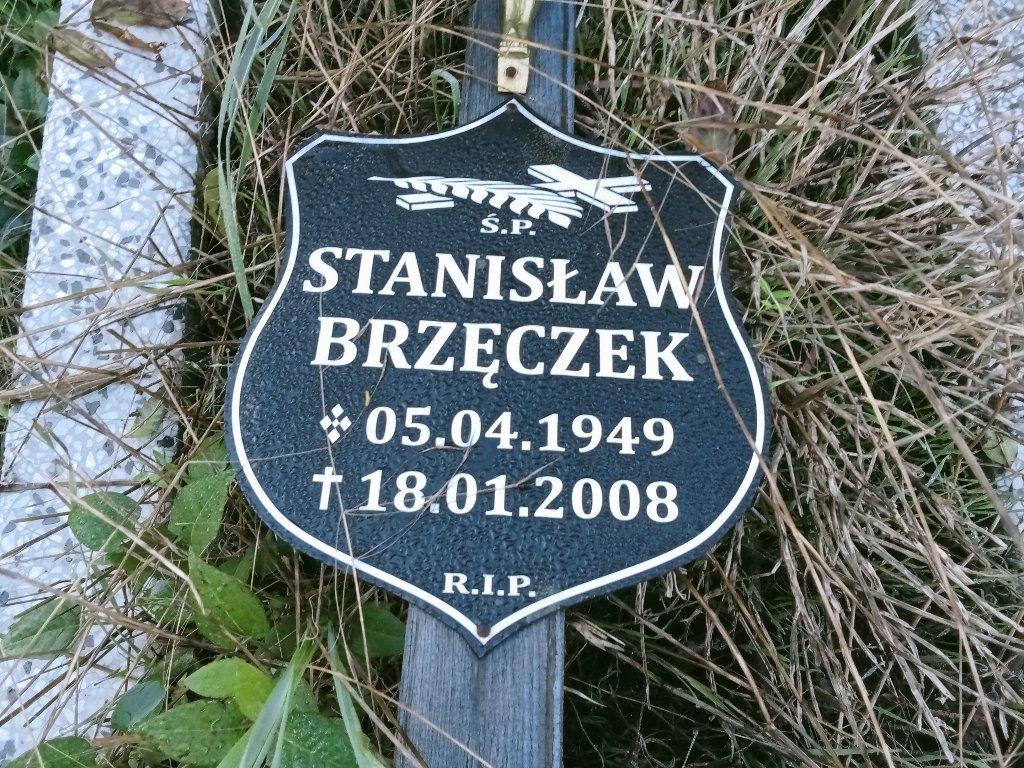 Ś.P.
STANISŁAW
BRZĘCZEK
05.04.1949
✝ 18.01.2008
R.I.P.